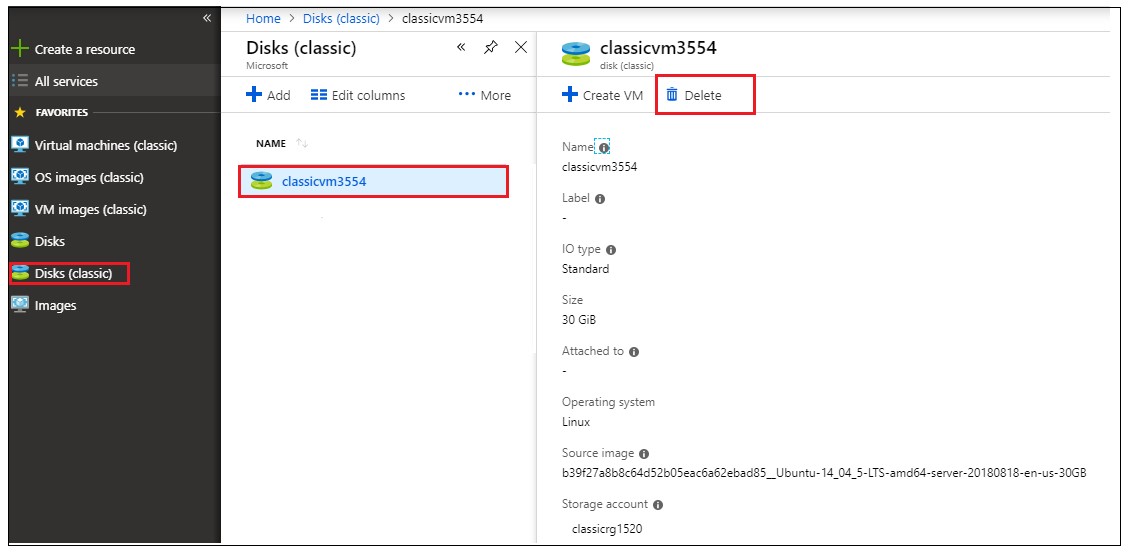 Create a resource
All services
FAVORITES
Virtual machines (classic)
OS images (classic)
VM images (classic)
Disks
Disks (classic)
Images
Home > Disks (classic) > classicvm3554
Disks (classic)
Microsoft
Add Edit columns ··· More
NAME
classicvm3554
classicvm3554
disk (classic)
Create VM Delete
Name
classicvm3554
Label
-
IO type
Standard
Size
30 GiB
Attached to
-
Operating system
Linux
Source image
b39f27a8b8c64d52b05eac6a62ebad85__Ubuntu-14_04_5-LTS-amd64-server-20180818-en-us-30GB
Storage account
classicrg1520